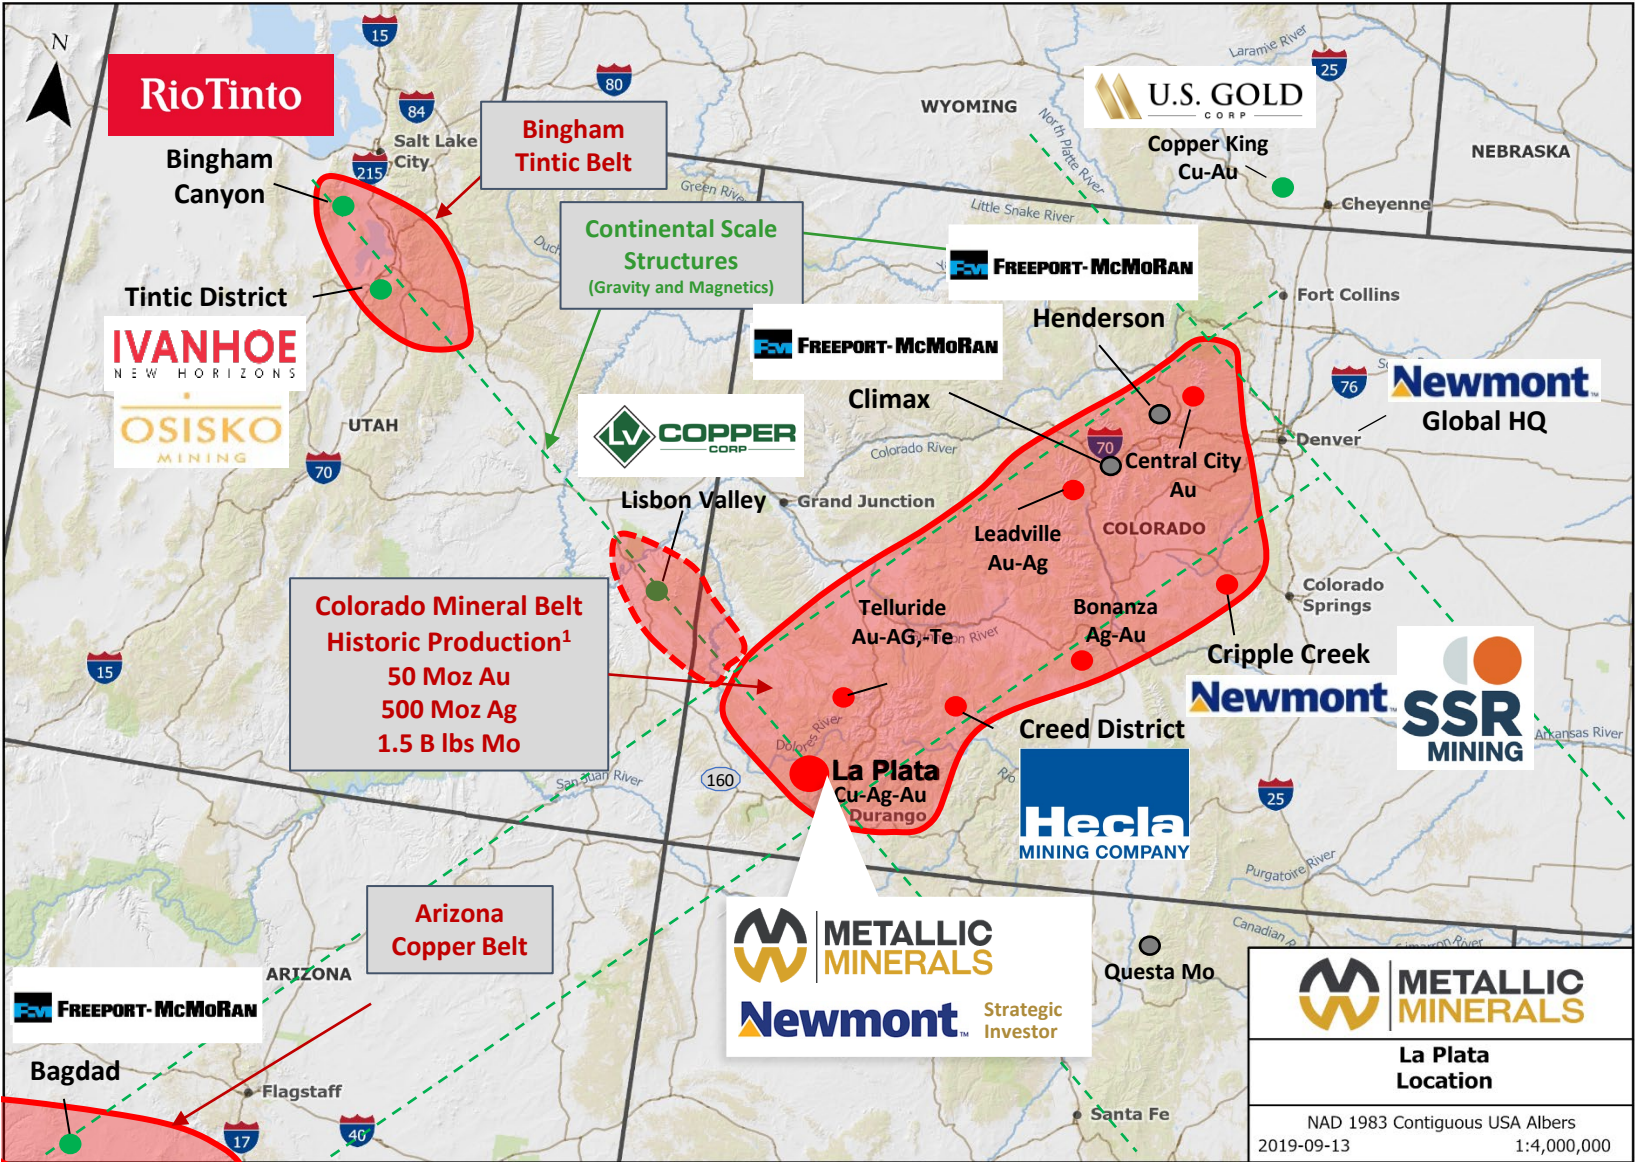 N
15
80
84
215
25
RioTinto
Bingham
Canyon
Salt Lake
City
Bingham
Tintic Belt
WYOMING
Laramie River
North Platte River
U.S. GOLD
CORP
Copper King
Cu-Au
NEBRASKA
Cheyenne
Green River
Little Snake River
Continental Scale
Structures
(Gravity and Magnetics)
FCX FREEPORT-MCMORAN
Henderson
Fort Collins
Tintic District
IVANHOE
NEW HORIZONS
OSISKO
MINING
UTAH
70
FCX FREEPORT-MCMORAN
Climax
76
Newmont™
Global HQ
Denver
LV COPPER
CORP
Lisbon Valley
Grand Junction
Colorado River
70
Central City
Au
Leadville
Au-Ag
COLORADO
Colorado
Springs
Colorado Mineral Belt
Historic Production1
50 Moz Au
500 Moz Ag
1.5 B lbs Mo
15
Telluride
Au-AG,-Te
Bonanza
Ag-Au
Cripple Creek
Newmont™
SSR
MINING
Arkansas River
Creed District
Hecla
MINING COMPANY
Dolores River
La Plata
Cu-Ag-Au
Durango
160
San Juan River
Rio
25
Purgatoire River
Canadian R
Cimarron River
Arizona
Copper Belt
ARIZONA
FCX FREEPORT-MCMORAN
Bagdad
Flagstaff
17
40
METALLIC
MINERALS
Newmont™
Strategic
Investor
Questa Mo
Santa Fe
METALLIC
MINERALS
La Plata
Location
NAD 1983 Contiguous USA Albers
2019-09-13
1:4,000,000